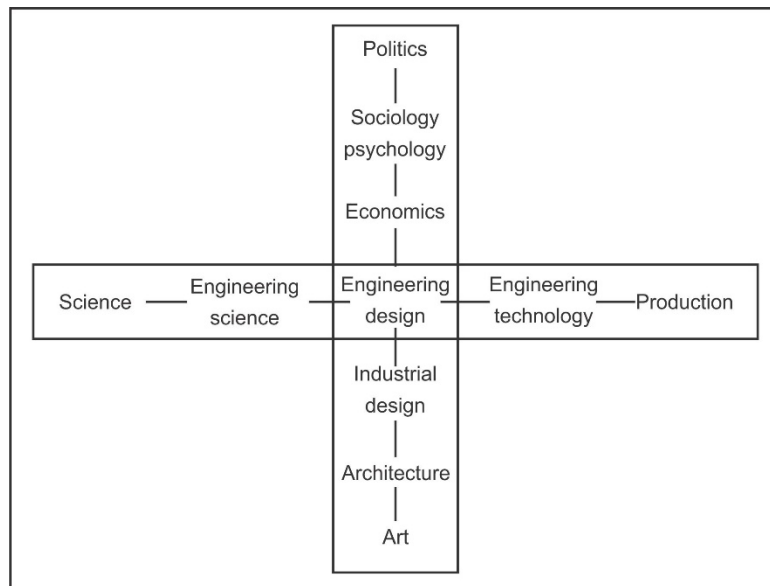 Politics
Sociology
psychology
Economics
Science
Engineering
science
Engineering
design
Engineering
technology
Production
Industrial
design
Architecture
Art